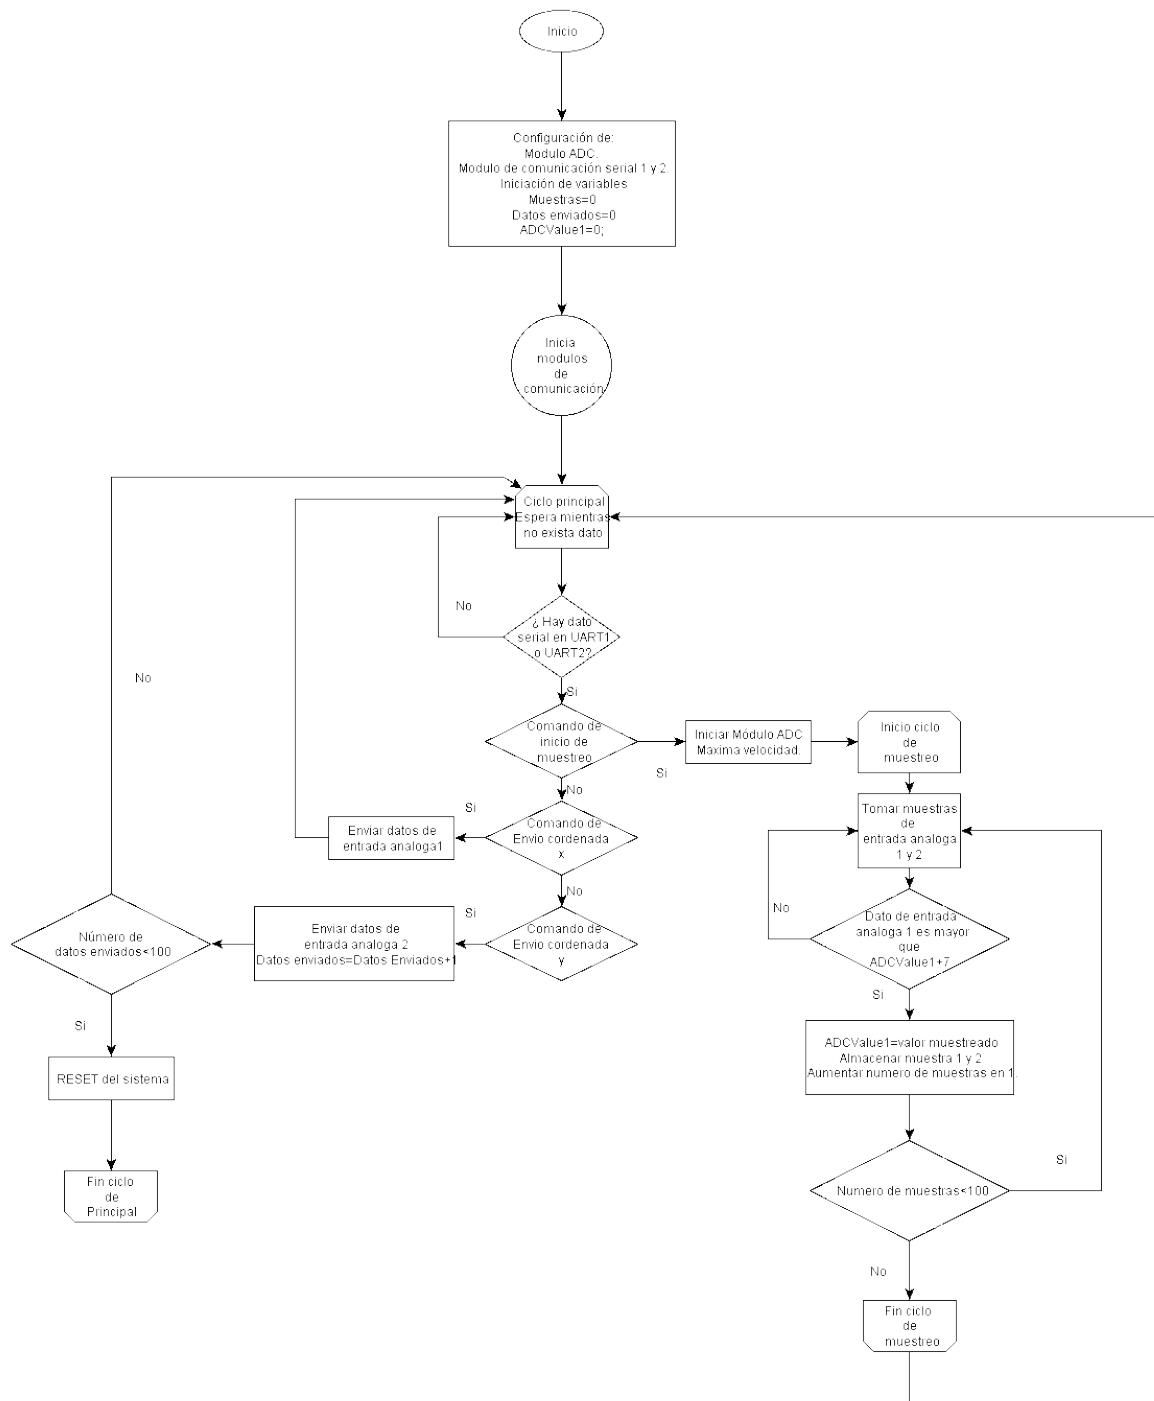 Inicio
Configuración de:
Modulo ADC.
Modulo de comunicación serial 1 y 2.
Iniciación de variables
Muestras=0
Datos enviados=0
ADCValue1=0;
Inicia
modulos
de
comunicación
Ciclo principal
Espera mientras
no exista dato
No
¿ Hay dato
serial en UART1
o UART2?
Si
No
Comando de
inicio de
muestreo
Si
Iniciar Módulo ADC
Maxima velocidad.
Inicio ciclo
de
muestreo
No
Comando de
Envio cordenada
x
Si
Enviar datos de
entrada analoga1
Tomar muestras
de
entrada analoga
1 y 2
No
Comando de
Envio cordenada
y
Si
Enviar datos de
entrada analoga 2
Datos enviados=Datos Enviados+1
Número de
datos enviados<100
No
Dato de entrada
analoga 1 es mayor
que
ADCValue1+7
Si
Si
RESET del sistema
ADCValue1=valor muestreado
Almacenar muestra 1 y 2
Aumentar numero de muestras en 1.
Fin ciclo
de
Principal
Si
Numero de muestras<100
No
Fin ciclo
de
muestreo